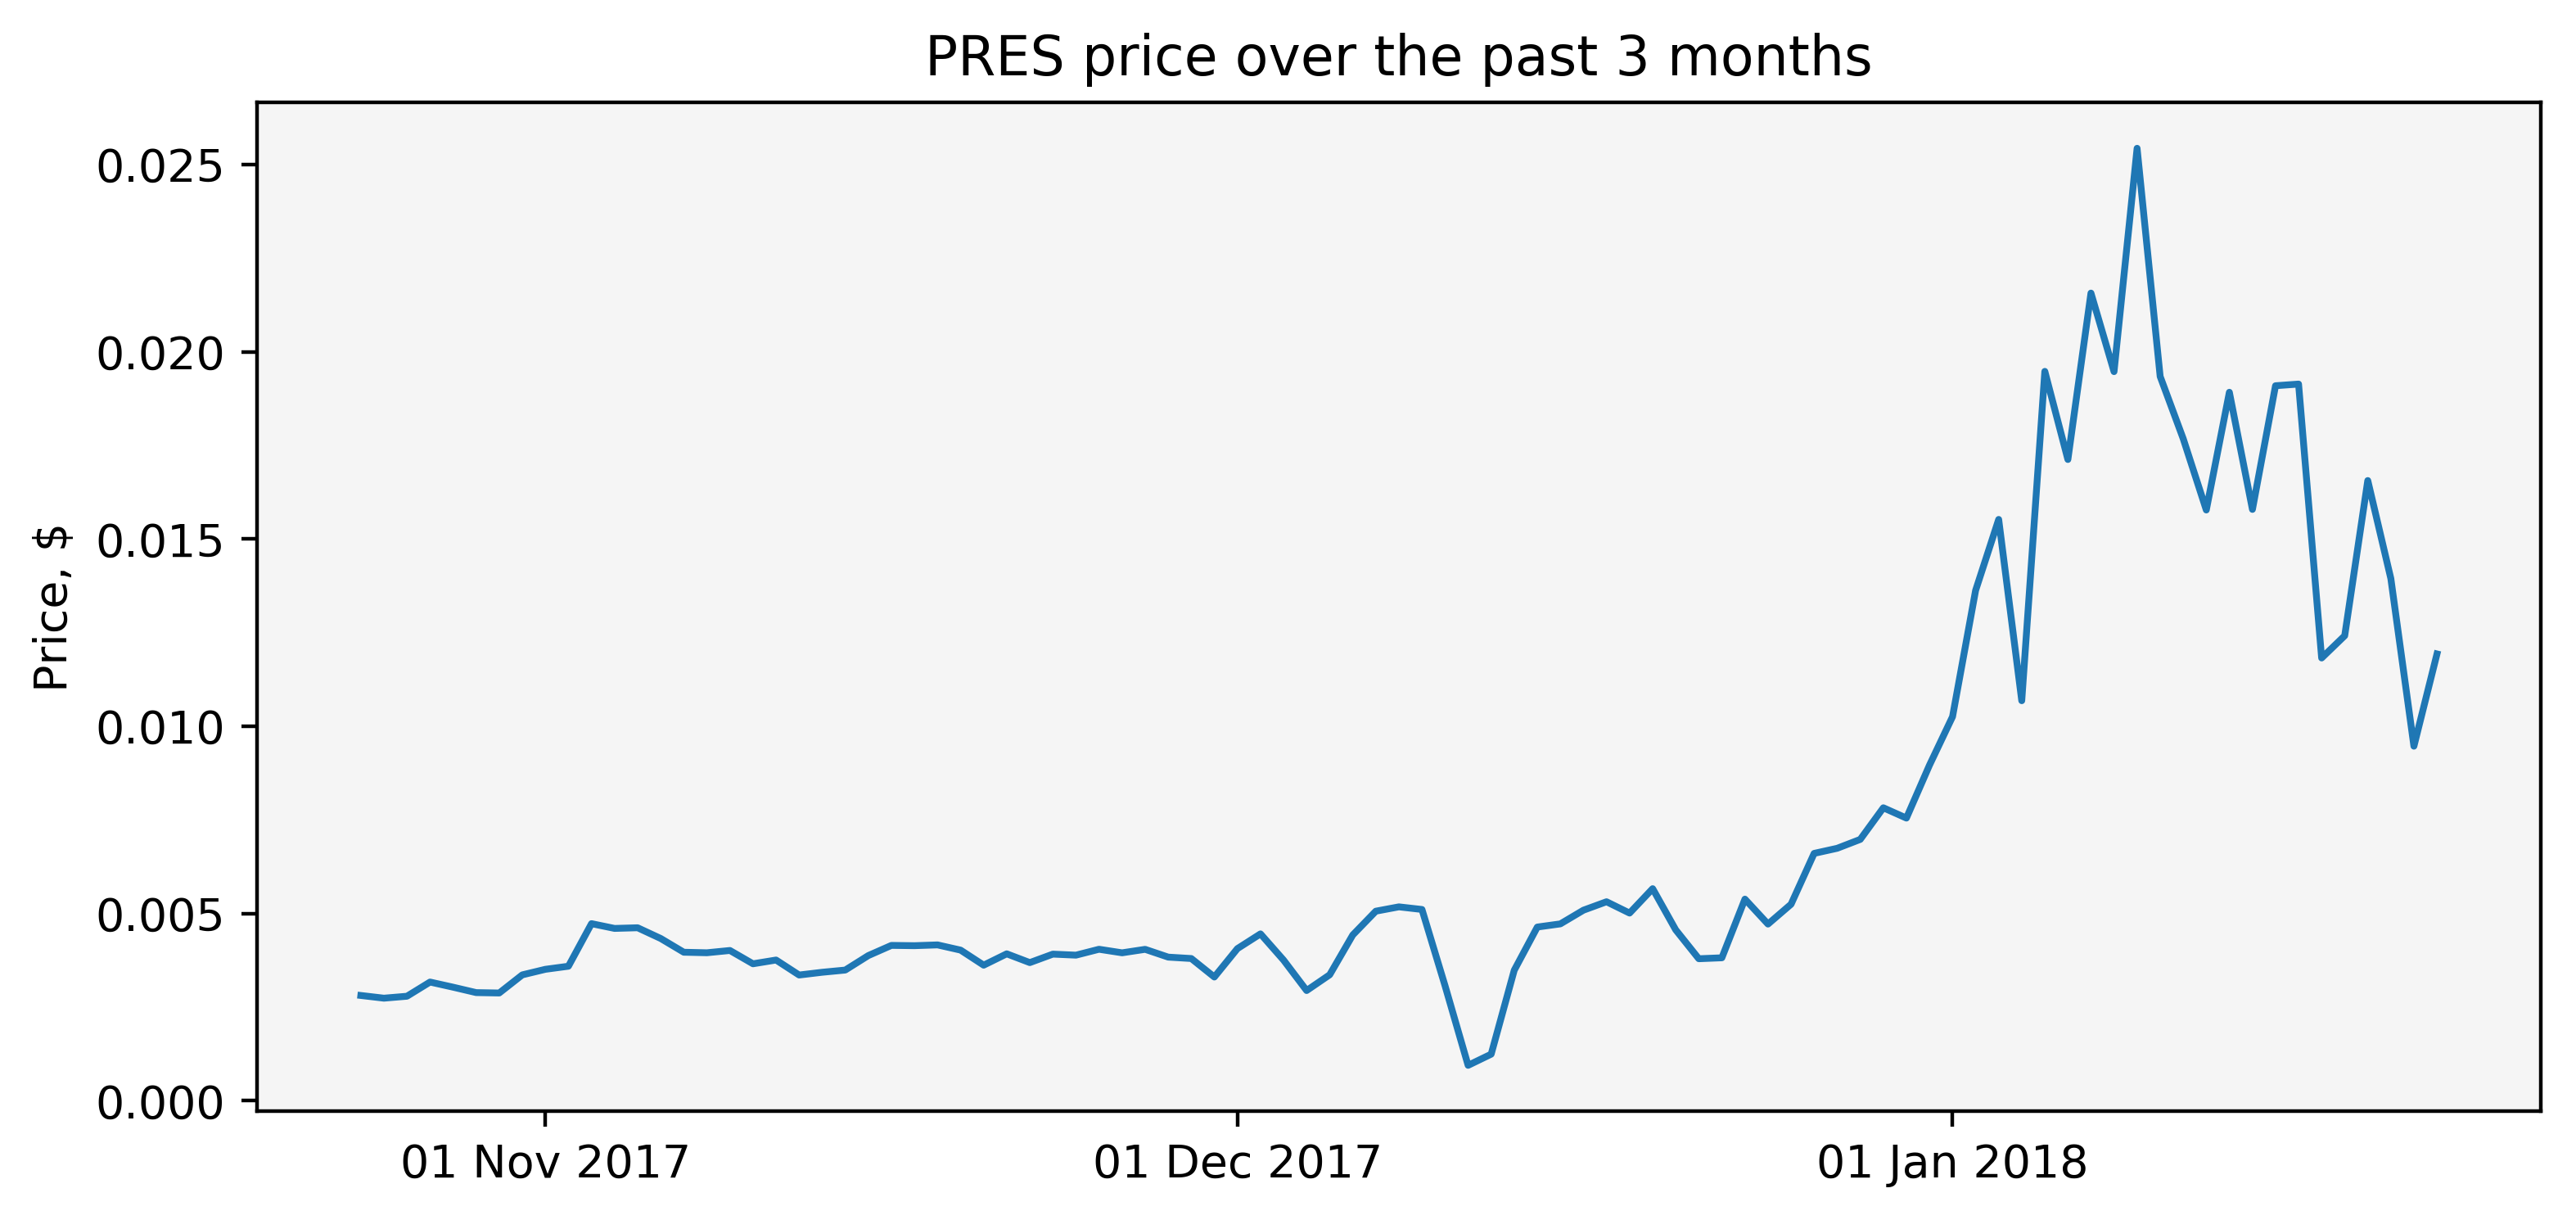 PRES price over the past 3 months
Price, $
0.025
0.020
0.015
0.010
0.005
0.000
01 Nov 2017
01 Dec 2017
01 Jan 2018